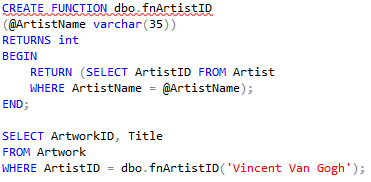 CREATE FUNCTION dbo.fnArtistID
(@ArtistName varchar(35))
RETURNS int
BEGIN
    RETURN (SELECT ArtistID FROM Artist
    WHERE ArtistName = @ArtistName);
END;

SELECT ArtworkID, Title
FROM Artwork
WHERE ArtistID = dbo.fnArtistID('Vincent Van Gogh');